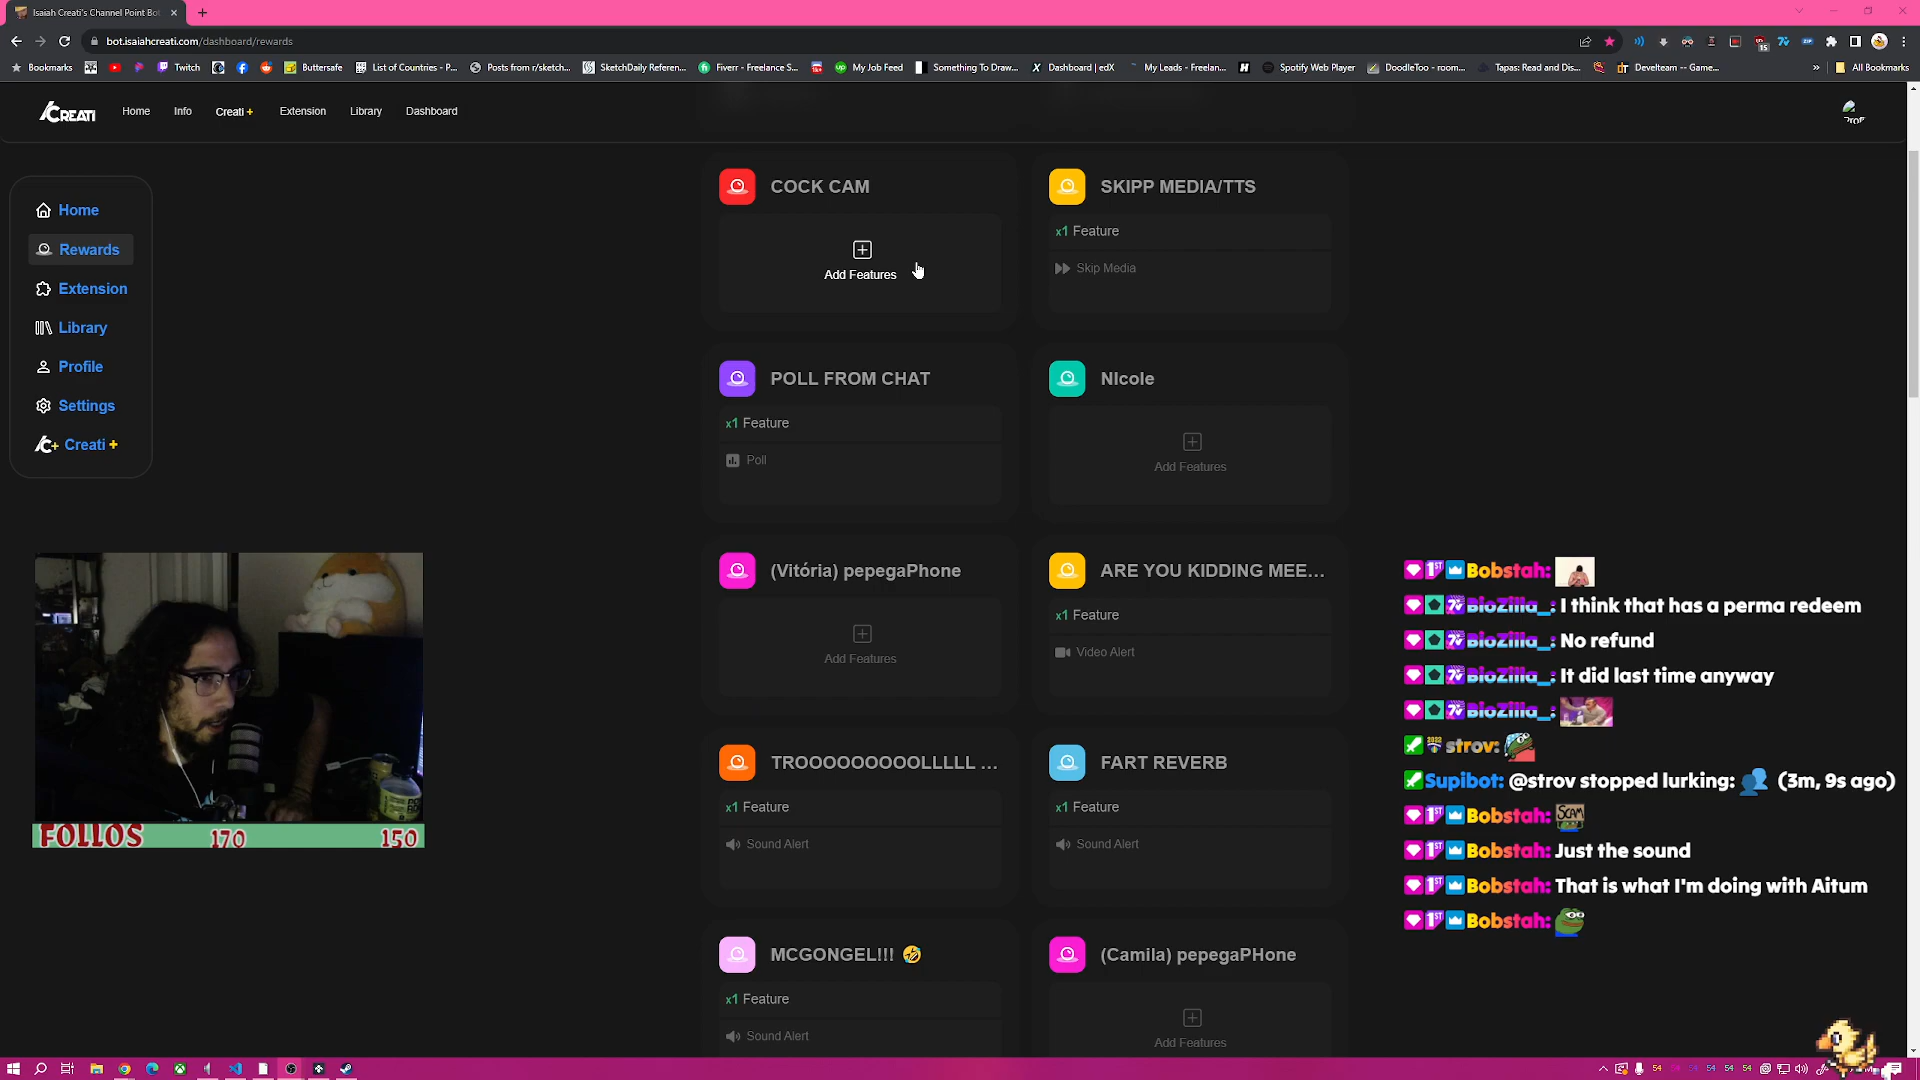 Isaiah Creati's Channel Point Bot
bot.isaiahcreati.com/dashboard/rewards
Bookmarks
Twitch
Buttersafe
List of Countries - P...
Posts from r/sketch...
SketchDaily Referen...
Fiverr - Freelance S...
My Job Feed
Something To Draw...
Dashboard | edX
My Leads - Freelan...
Spotify Web Player
DoodleToo - room...
Tapas: Read and Dis...
Develteam -- Game...
All Bookmarks
CREATI
Home
Info
Creati +
Extension
Library
Dashboard
Home
Rewards
Extension
Library
Profile
Settings
Creati +
COCK CAM
Add Features
SKIPP MEDIA/TTS
x1 Feature
Skip Media
POLL FROM CHAT
x1 Feature
Poll
NIcole
Add Features
(Vitória) pepegaPhone
Add Features
ARE YOU KIDDING MEE...
x1 Feature
Video Alert
TROOOOOOOOOLLLLL ...
x1 Feature
Sound Alert
FART REVERB
x1 Feature
Sound Alert
MCGONGEL!!! 🤣
x1 Feature
Sound Alert
(Camila) pepegaPHone
Add Features
FOLLOS 170 150
Bobstah:
BioZilla_: I think that has a perma redeem
BioZilla_: No refund
BioZilla_: It did last time anyway
BioZilla_:
strov:
Supibot: @strov stopped lurking: 👥 (3m, 9s ago)
Bobstah: SCAM
Bobstah: Just the sound
Bobstah: That is what I'm doing with Aitum
Bobstah: